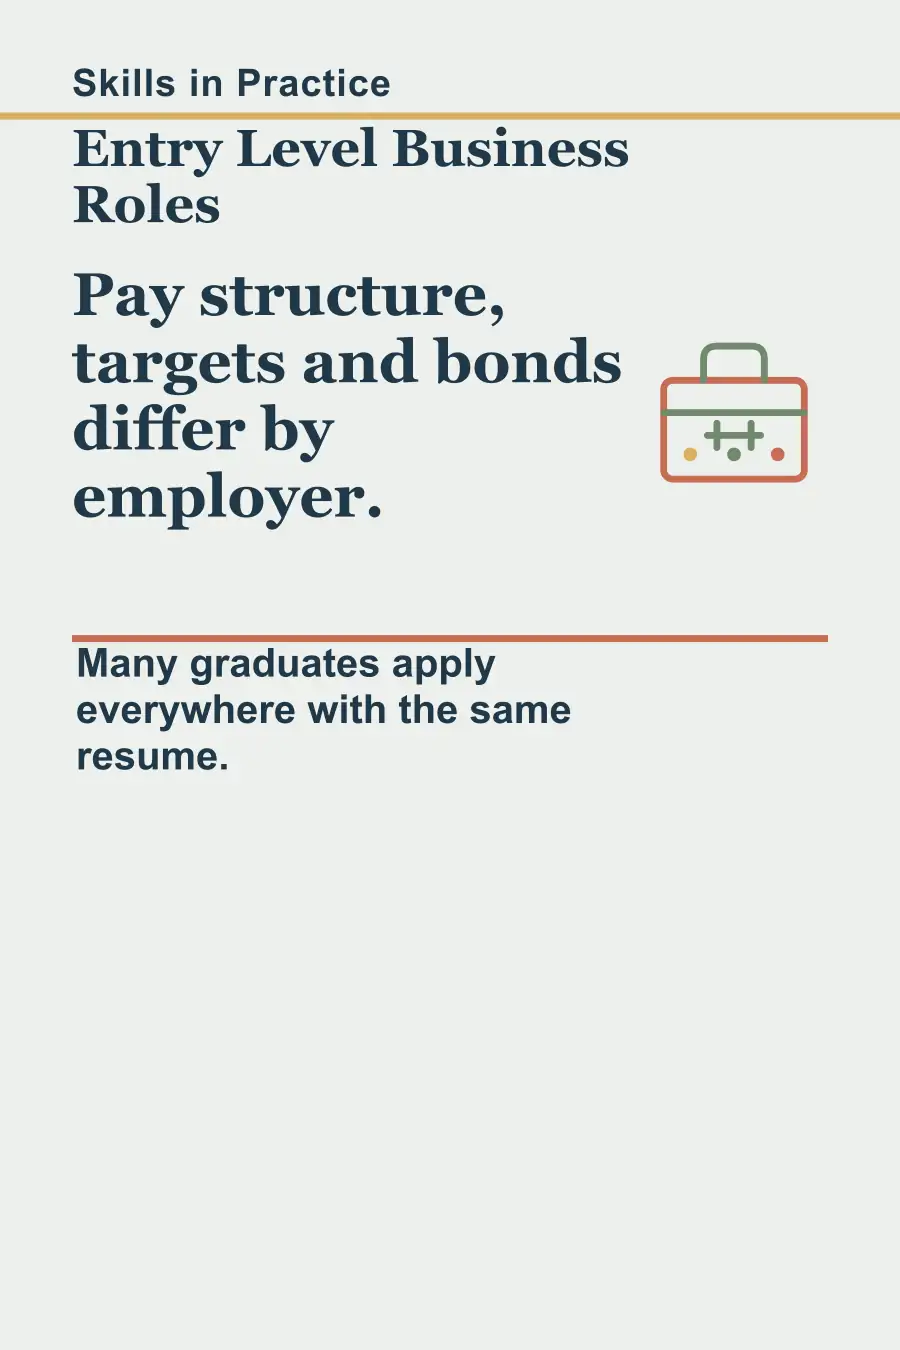 Skills in Practice
Entry Level Business
Roles
Pay structure,
targets and bonds
differ by
employer.
Many graduates apply
everywhere with the same
resume.